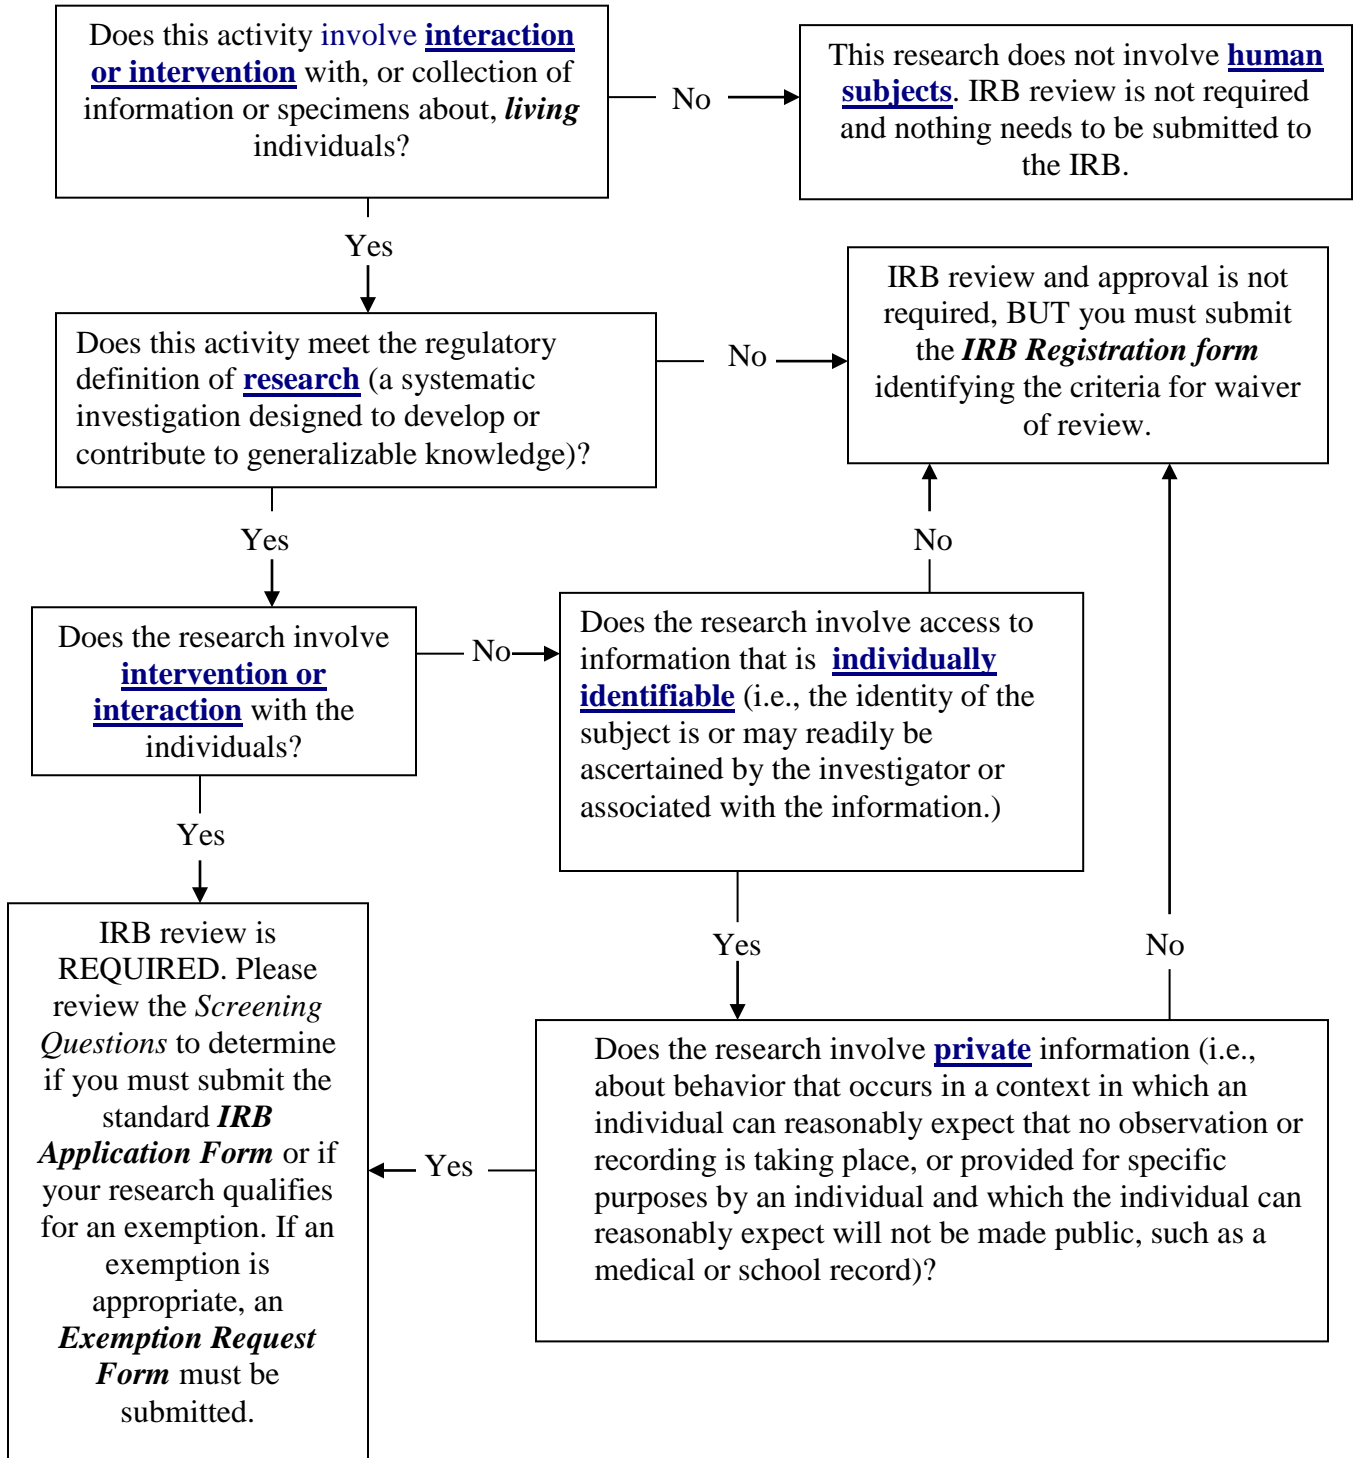 Does this activity involve interaction
or intervention with, or collection of
information or specimens about, living
individuals?
No
This research does not involve human
subjects. IRB review is not required
and nothing needs to be submitted to
the IRB.
Yes
Does this activity meet the regulatory
definition of research (a systematic
investigation designed to develop or
contribute to generalizable knowledge)?
No
IRB review and approval is not
required, BUT you must submit
the IRB Registration form
identifying the criteria for waiver
of review.
Yes
No
Does the research involve
intervention or
interaction with the
individuals?
No
Does the research involve access to
information that is individually
identifiable (i.e., the identity of the
subject is or may readily be
ascertained by the investigator or
associated with the information.)
Yes
Yes
No
IRB review is
REQUIRED. Please
review the Screening
Questions to determine
if you must submit the
standard IRB
Application Form or if
your research qualifies
for an exemption. If an
exemption is
appropriate, an
Exemption Request
Form must be
submitted.
Yes
Does the research involve private information (i.e.,
about behavior that occurs in a context in which an
individual can reasonably expect that no observation or
recording is taking place, or provided for specific
purposes by an individual and which the individual can
reasonably expect will not be made public, such as a
medical or school record)?